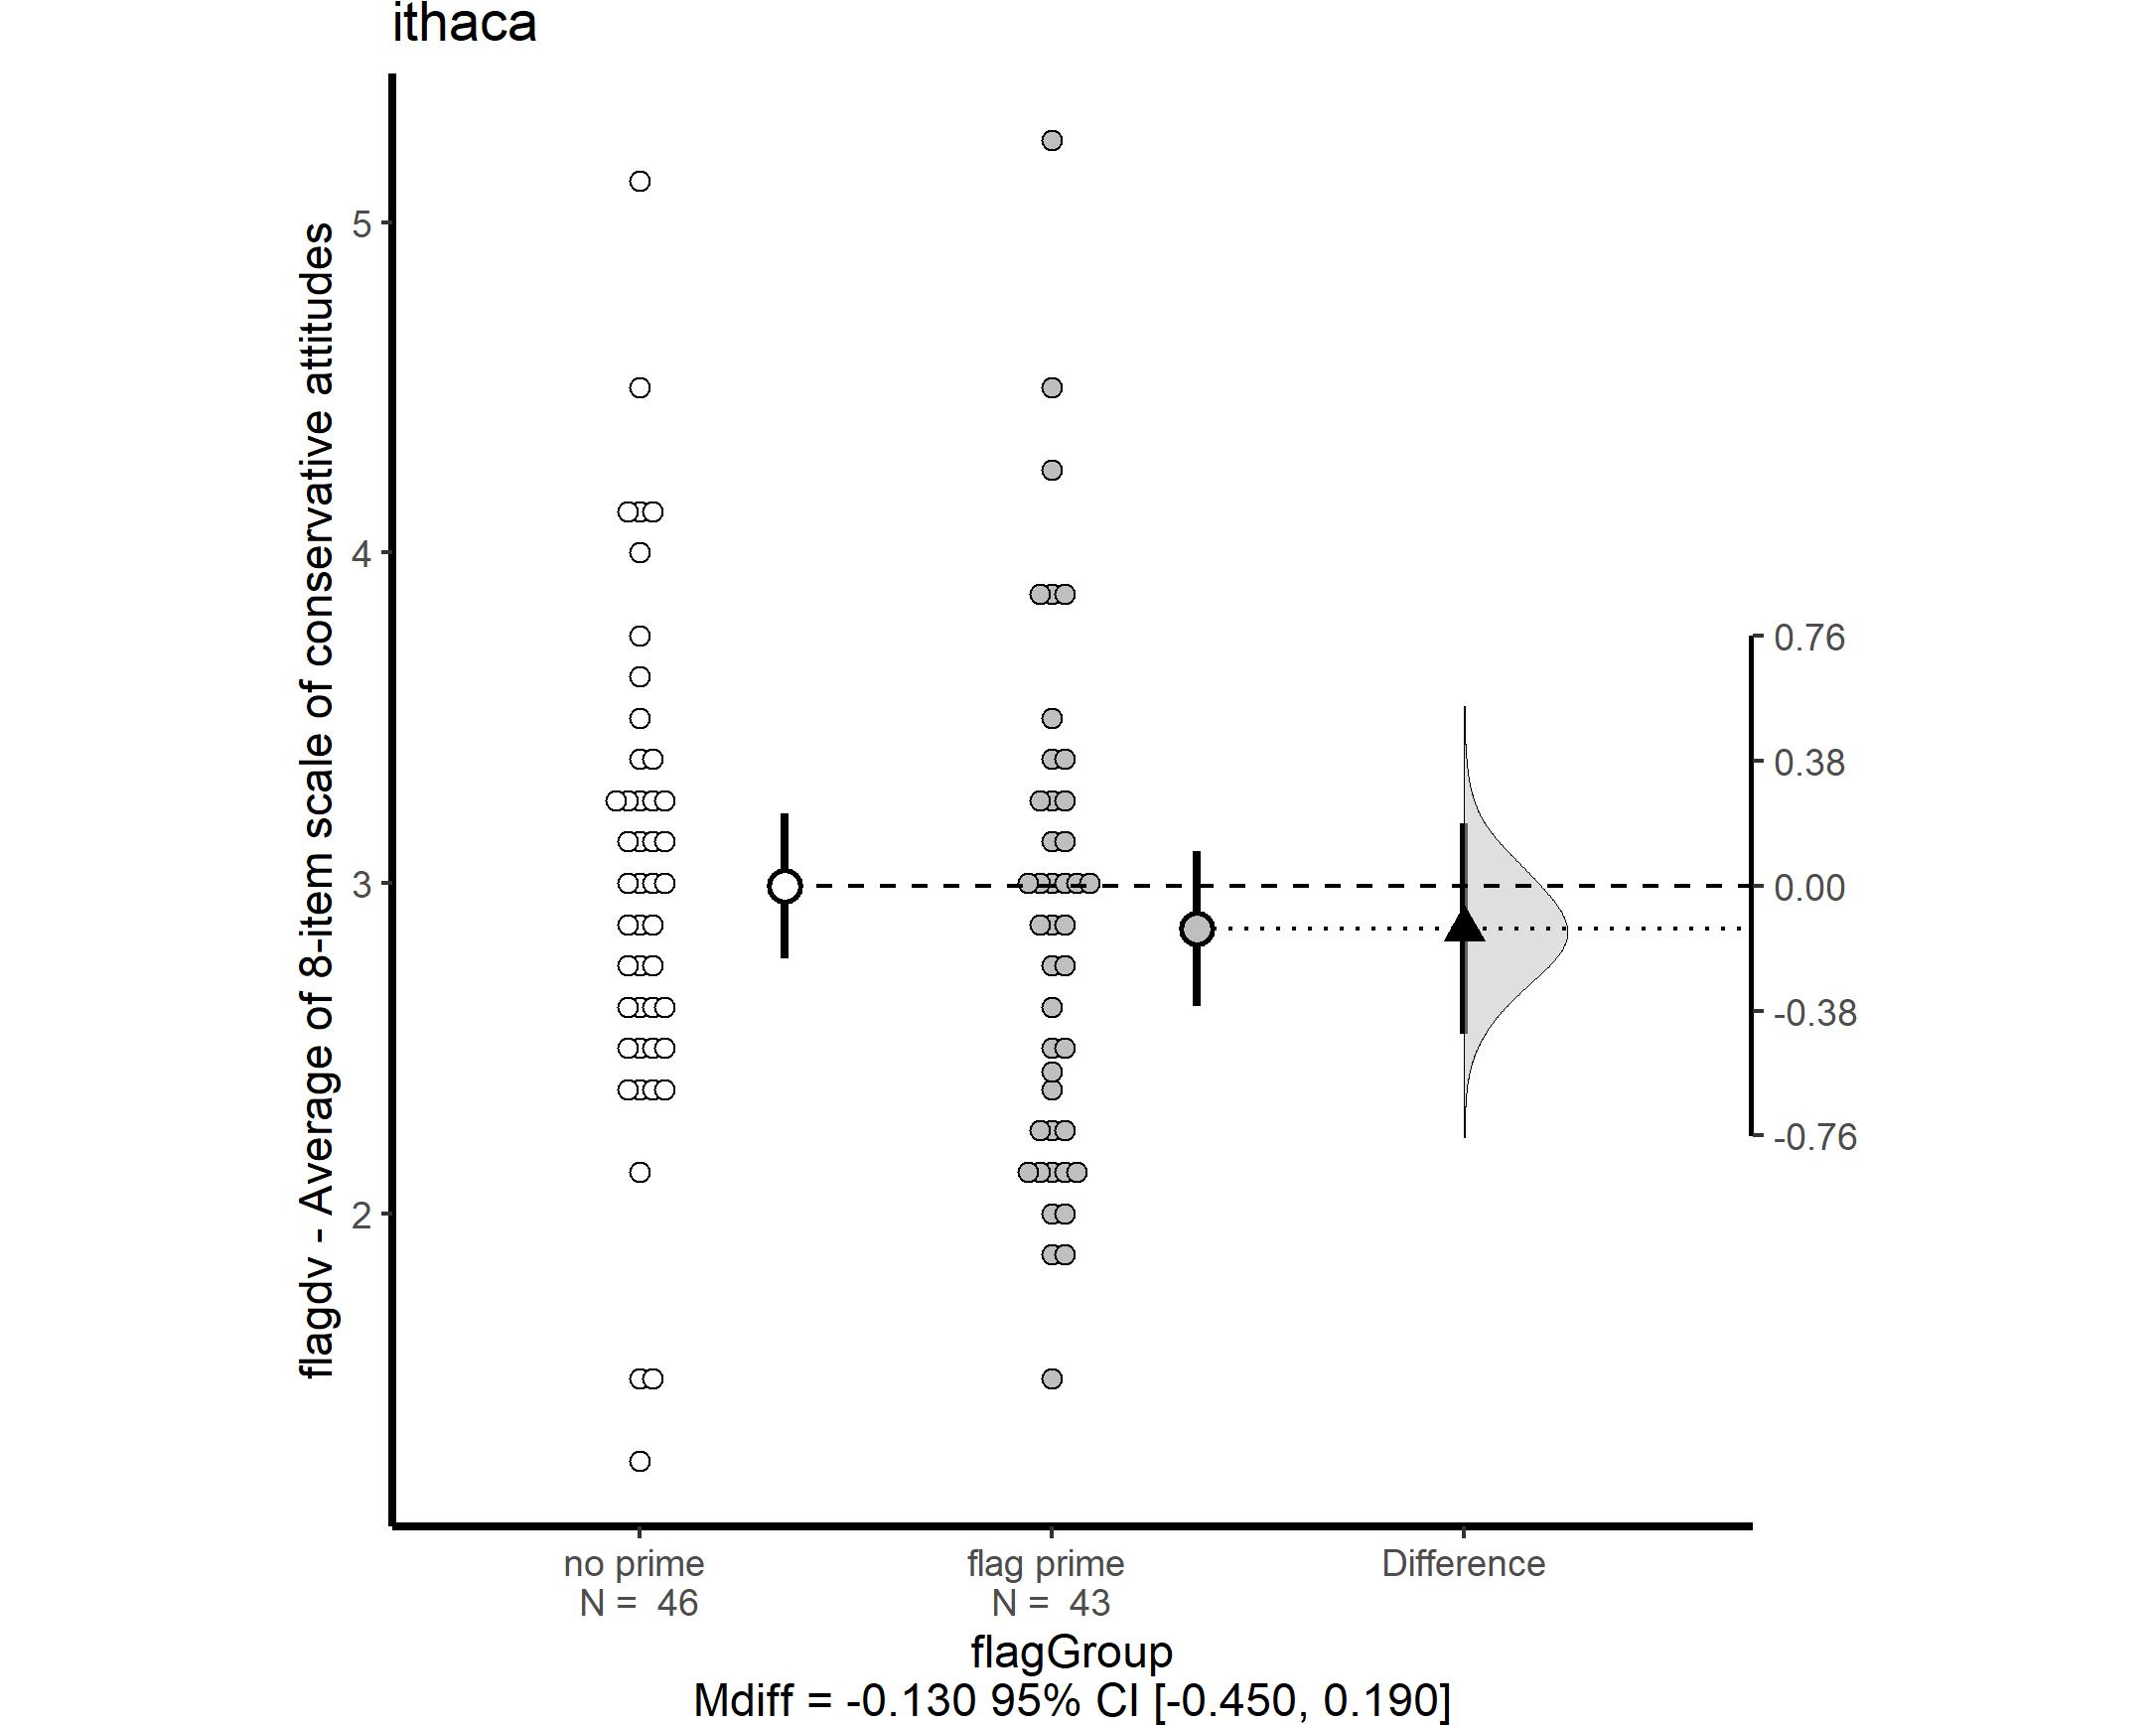 ithaca
flagdv - Average of 8-item scale of conservative attitudes
5
4
3
2
0.76
0.38
0.00
-0.38
-0.76
no prime
N =  46
flag prime
N =  43
Difference
flagGroup
Mdiff = -0.130 95% CI [-0.450, 0.190]